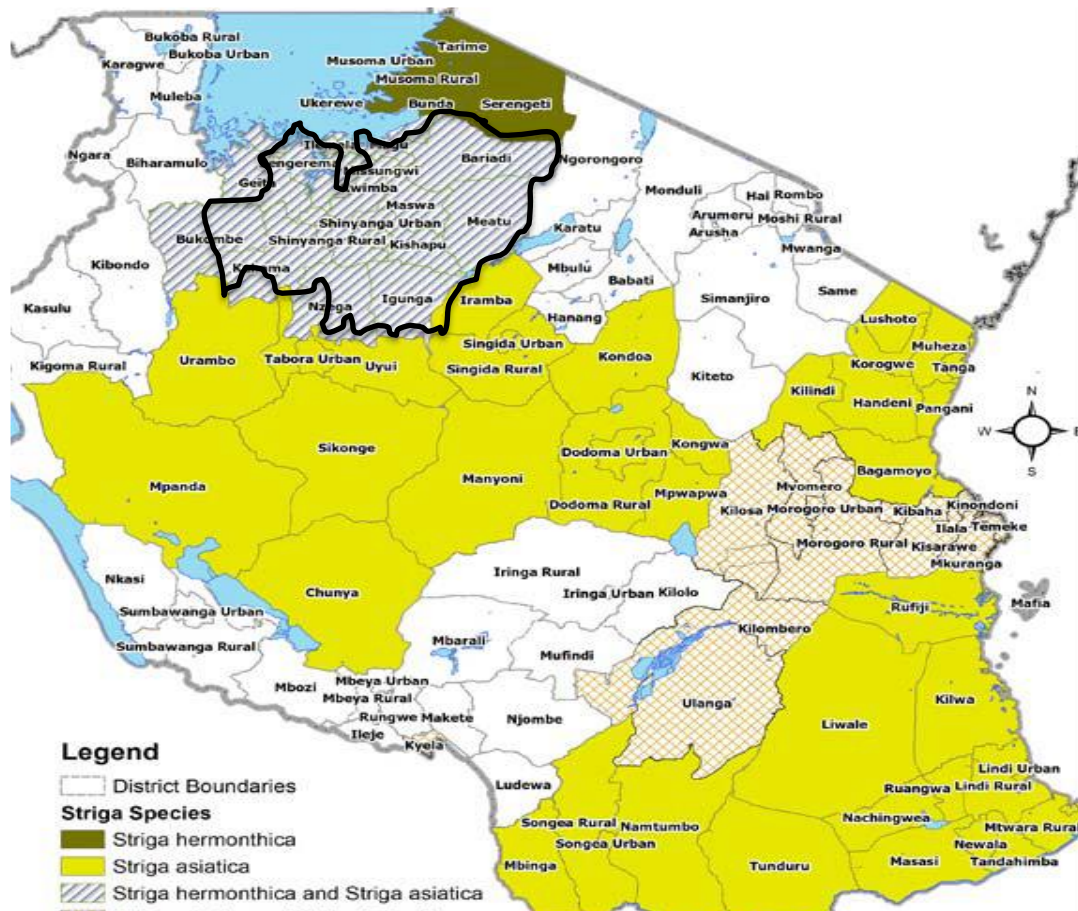 Bukoba Rural
Bukoba Urban
Karagwe
Muleba
Ngara
Biharamulo
Tarime
Musoma Urban
Musoma Rural
Ukerewe
Bunda
Serengeti
Bariadi
Ngorongoro
Geita
Maswa
Meatu
Shinyanga Urban
Shinyanga Rural
Kishapu
Bukombe
Igunga
Kibondo
Kasulu
Kigoma Rural
Monduli
Hai
Rombo
Arumeru
Moshi Rural
Arusha
Mwanga
Karatu
Mbulu
Babati
Hanang
Simanjiro
Same
Kiteto
Lushoto
Muheza
Korogwe
Tanga
Kilindi
Handeni
Pangani
Iramba
Singida Urban
Singida Rural
Kondoa
Urambo
Tabora Urban
Uyui
Sikonge
Mpanda
Manyoni
Dodoma Urban
Dodoma Rural
Kongwa
Mpwapwa
N
W
E
S
Bagamoyo
Mvomero
Kilosa
Morogoro Urban
Morogoro Rural
Kibaha
Kinondoni
Ilala
Temeke
Kisarawe
Mkuranga
Mafia
Rufiji
Nkasi
Sumbawanga Urban
Sumbawanga Rural
Chunya
Iringa Rural
Iringa Urban
Kilolo
Mbarali
Mufindi
Kilombero
Ulanga
Mbozi
Mbeya Urban
Mbeya Rural
Rungwe
Makete
Ileje
Kyela
Njombe
Ludewa
Liwale
Kilwa
Lindi Urban
Lindi Rural
Ruangwa
Nachingwea
Mtwara Rural
Newala
Tandahimba
Masasi
Songea Rural
Songea Urban
Namtumbo
Mbinga
Tunduru
Legend
District Boundaries
Striga Species
Striga hermonthica
Striga asiatica
Striga hermonthica and Striga asiatica